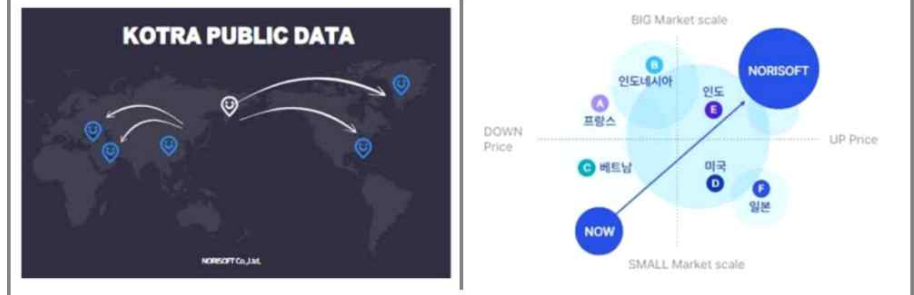 KOTRA PUBLIC DATA
NORISOFT Co.,Ltd.
BIG Market scale
B
인도네시아
NORISOFT
A
프랑스
인도
E
DOWN
Price
UP Price
C 베트남
미국
D
F
일본
NOW
SMALL Market scale